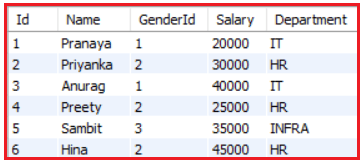 Id Name GenderId Salary Department
1 Pranaya 1 20000 IT
2 Priyanka 2 30000 HR
3 Anurag 1 40000 IT
4 Preety 2 25000 HR
5 Sambit 3 35000 INFRA
6 Hina 2 45000 HR